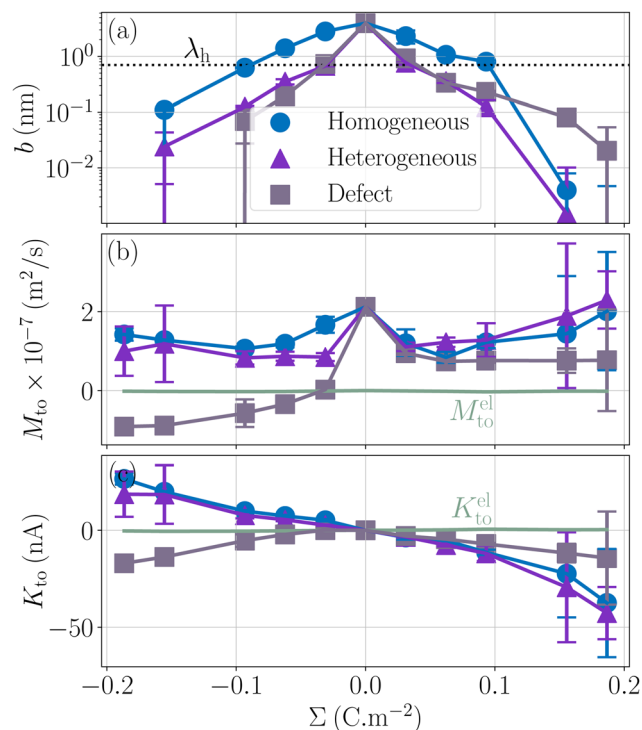 (a)
λh
10^0
10^−1
10^−2
b (nm)
Homogeneous
Heterogeneous
Defect
(b)
2
0
M_to × 10^−7 (m^2/s)
M_to^el
(c)
0
−50
K_to (nA)
K_to^el
−0.2 −0.1 0.0 0.1 0.2
Σ (C.m^−2)